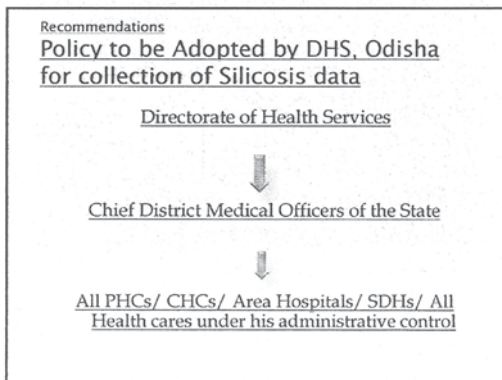 Recommendations
Policy to be Adopted by DHS, Odisha
for collection of Silicosis data
Directorate of Health Services
Chief District Medical Officers of the State
All PHCs/ CHCs/ Area Hospitals/ SDHs/ All
Health cares under his administrative control